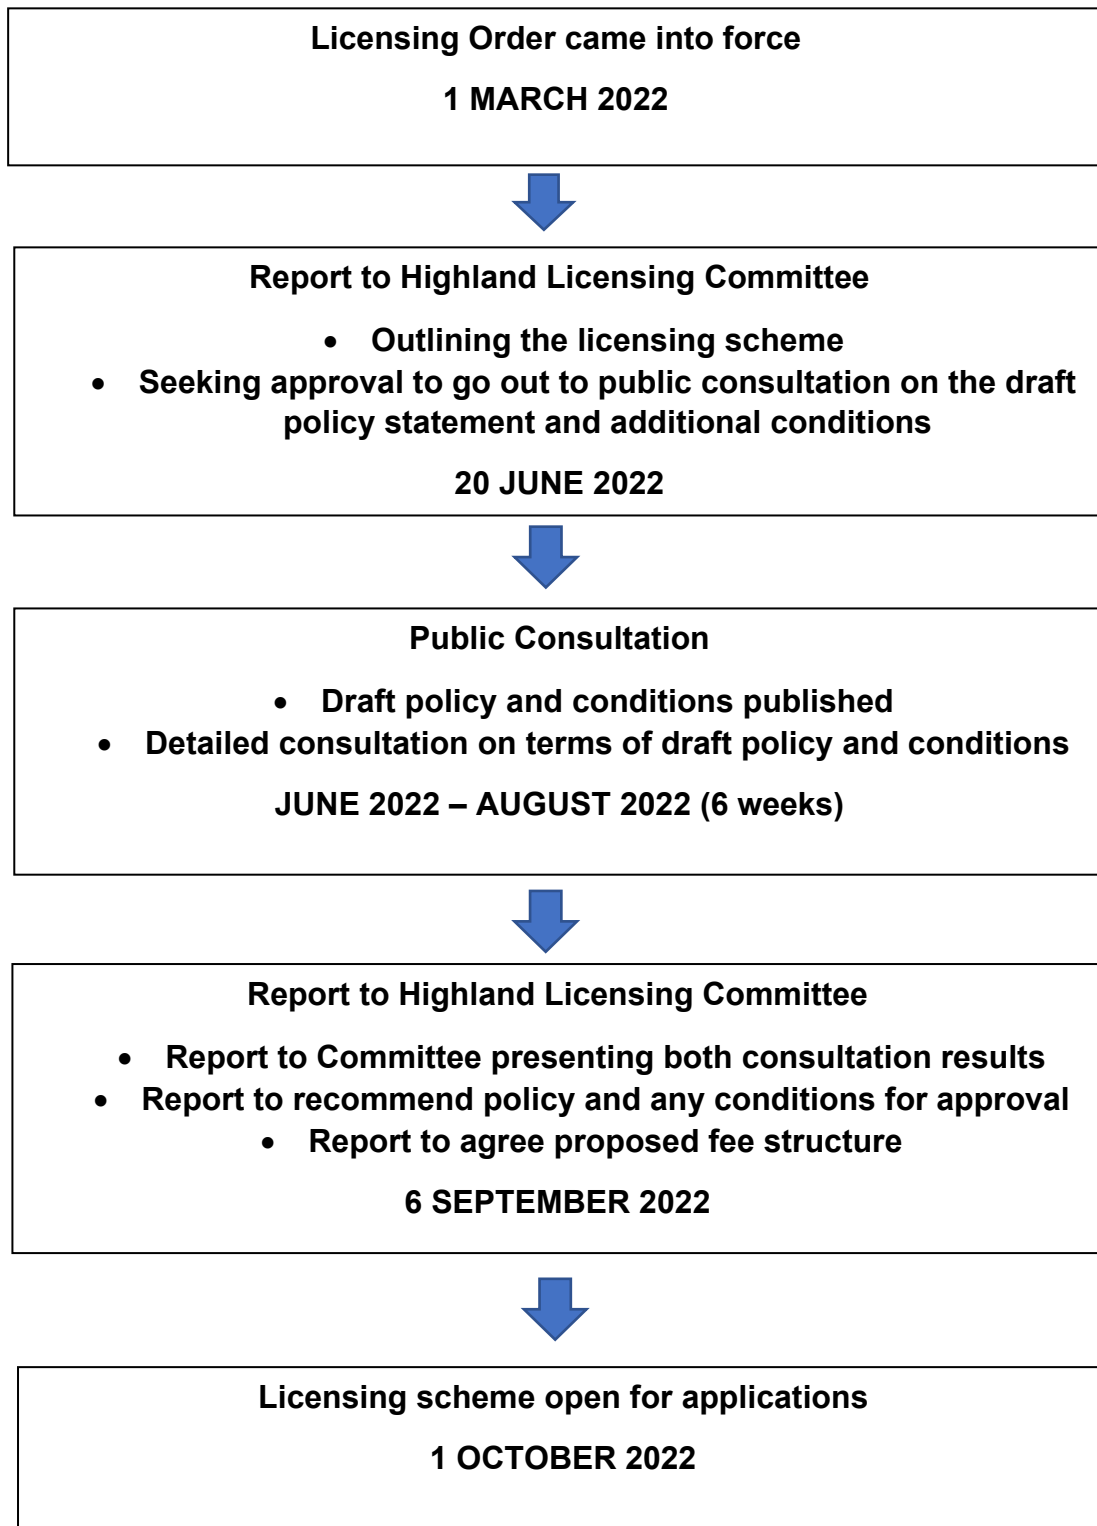 Licensing Order came into force
1 MARCH 2022
Report to Highland Licensing Committee
• Outlining the licensing scheme
• Seeking approval to go out to public consultation on the draft
policy statement and additional conditions
20 JUNE 2022
Public Consultation
• Draft policy and conditions published
• Detailed consultation on terms of draft policy and conditions
JUNE 2022 – AUGUST 2022 (6 weeks)
Report to Highland Licensing Committee
• Report to Committee presenting both consultation results
• Report to recommend policy and any conditions for approval
• Report to agree proposed fee structure
6 SEPTEMBER 2022
Licensing scheme open for applications
1 OCTOBER 2022